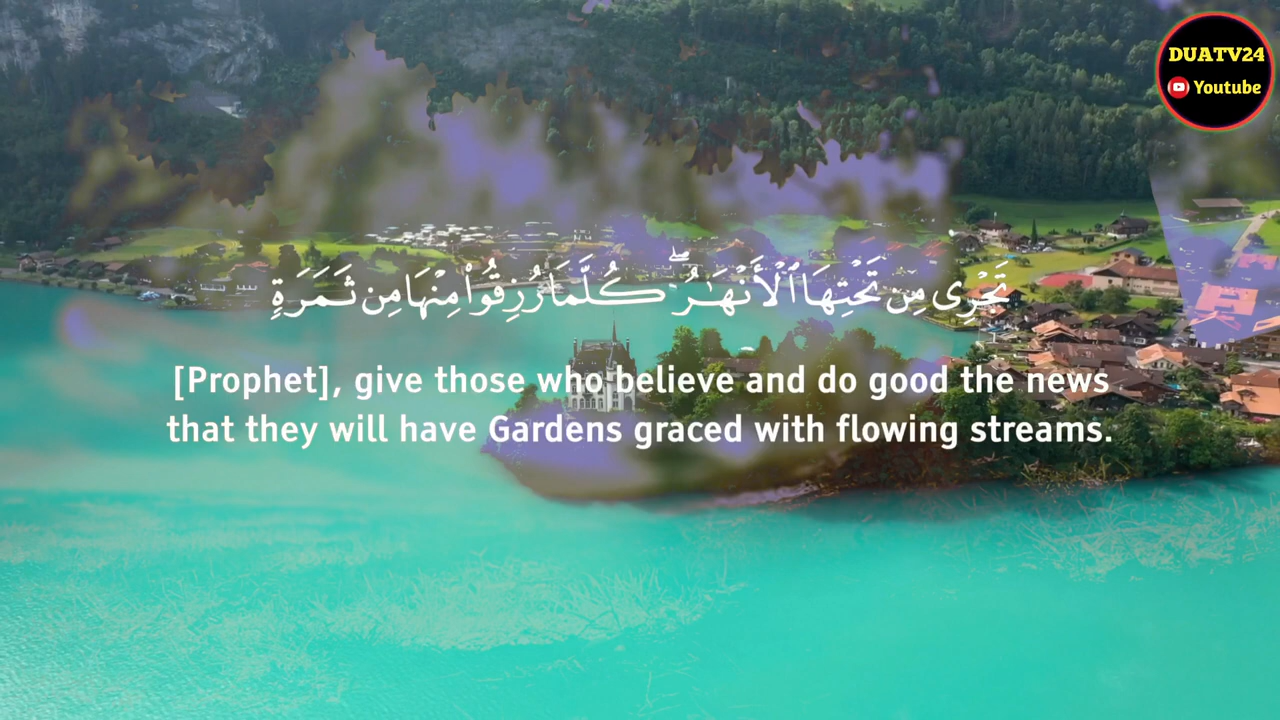 DUATV24
Youtube
تَجْرِى مِن تَحْتِهَا ٱلْأَنْهَـٰرُ ۖ كُلَّمَا رُزِقُوا۟ مِنْهَا مِن ثَمَرَةٍ
[Prophet], give those who believe and do good the news
that they will have Gardens graced with flowing streams.